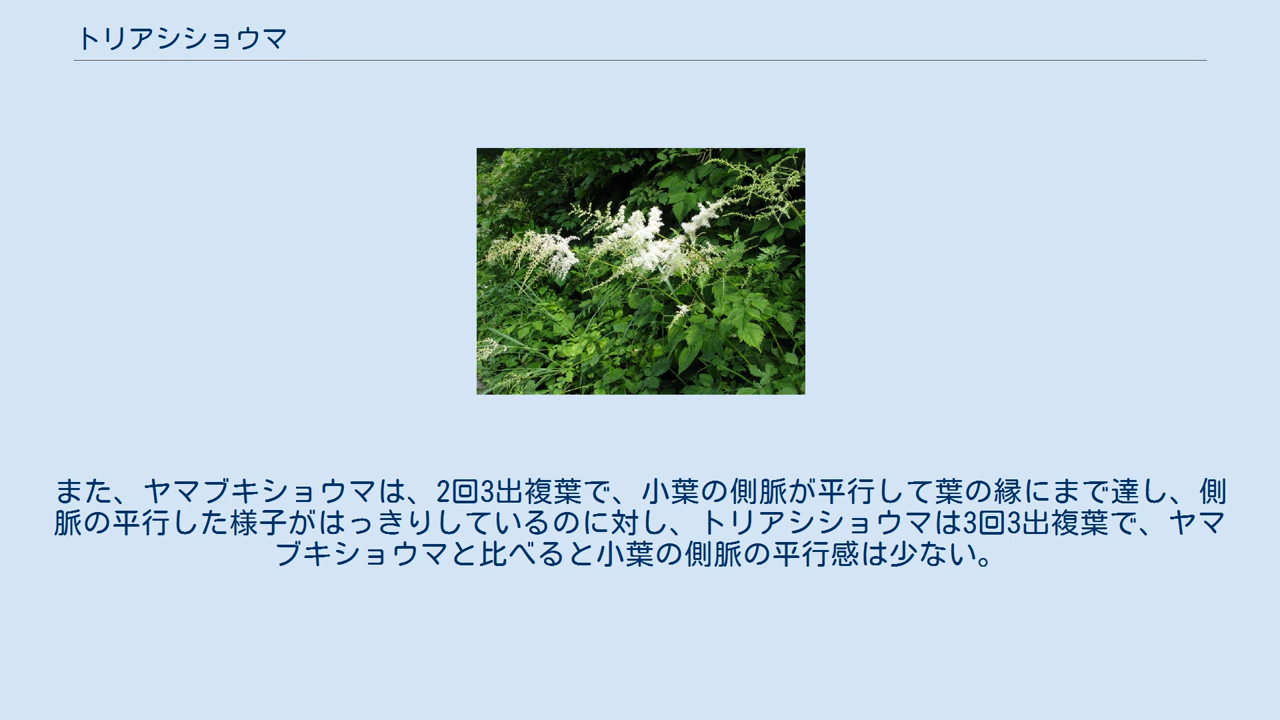 トリアシショウマ
また、ヤマブキショウマは、2回3出複葉で、小葉の側脈が平行して葉の縁にまで達し、側
脈の平行した様子がはっきりしているのに対し、トリアシショウマは3回3出複葉で、ヤマ
ブキショウマと比べると小葉の側脈の平行感は少ない。